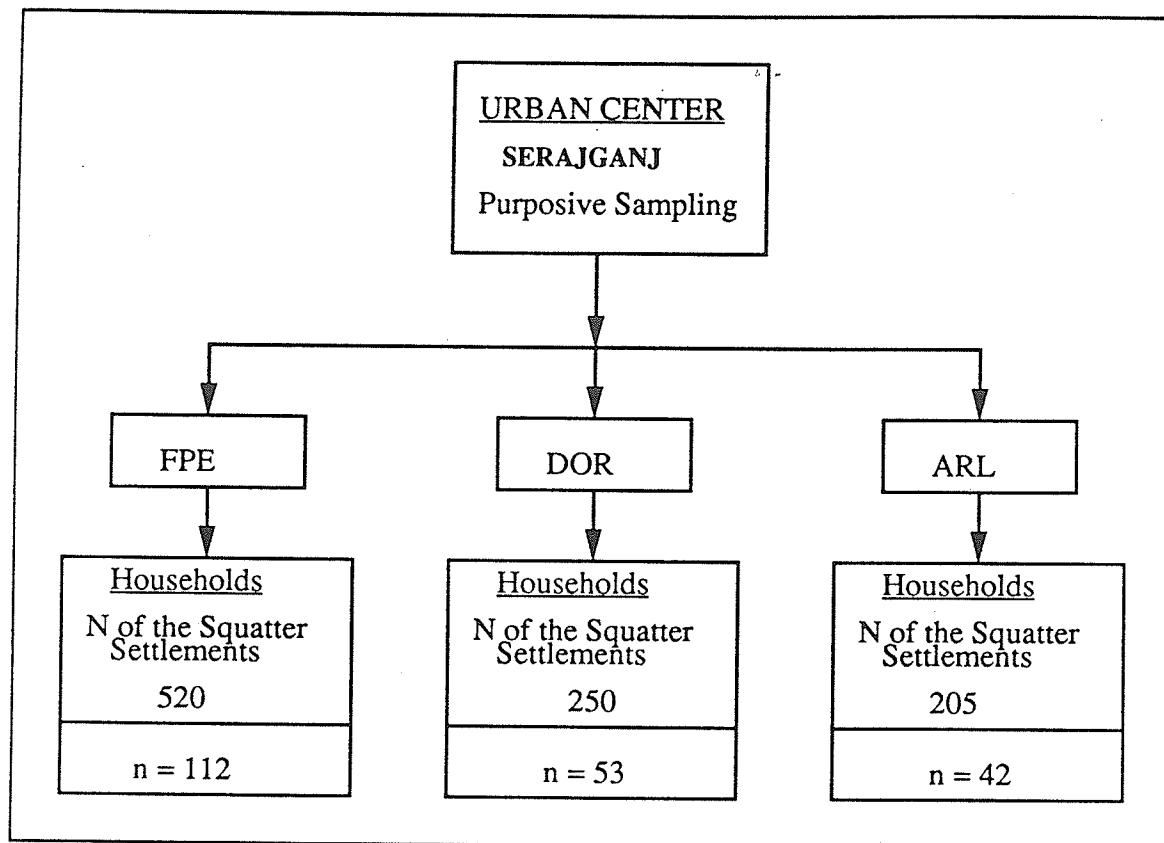 URBAN CENTER
SERAJGANJ
Purposive Sampling
FPE
DOR
ARL
Households
N of the Squatter
Settlements
520
n = 112
Households
N of the Squatter
Settlements
250
n = 53
Households
N of the Squatter
Settlements
205
n = 42